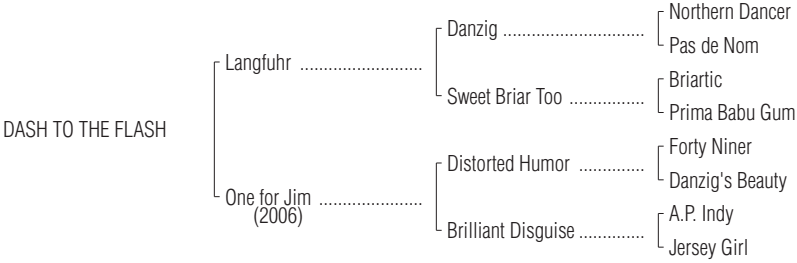 Northern Dancer
Danzig ..............................
Pas de Nom
Langfuhr ..........................
Briartic
Sweet Briar Too ................
Prima Babu Gum
DASH TO THE FLASH
Forty Niner
Distorted Humor ..............
Danzig's Beauty
One for Jim ......................
(2006)
A.P. Indy
Brilliant Disguise ..............
Jersey Girl